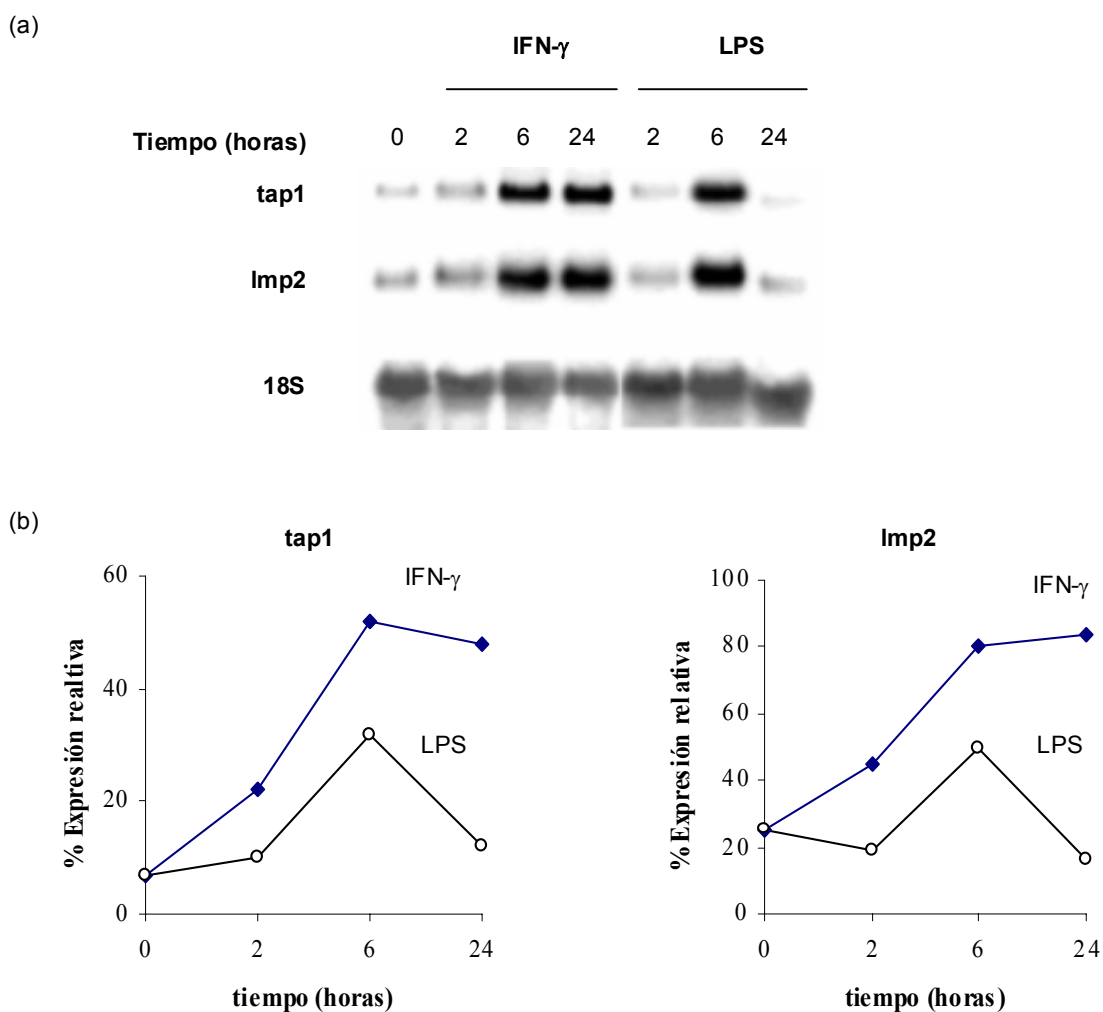 (a)
IFN-γ LPS
Tiempo (horas) 0 2 6 24 2 6 24
tap1
lmp2
18S
(b)
tap1
IFN-γ
LPS
% Expresión realtiva
60
40
20
0
0 2 6 24
tiempo (horas)
lmp2
IFN-γ
LPS
% Expresión relativa
100
80
60
40
20
0
0 2 6 24
tiempo (horas)